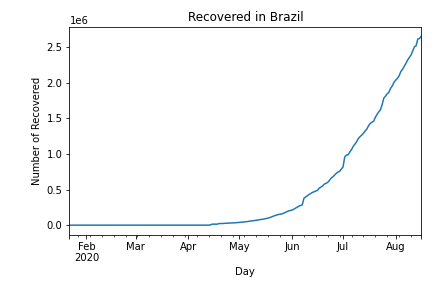 Recovered in Brazil
1e6
2.5
2.0
1.5
1.0
0.5
0.0
Number of Recovered
Feb Mar Apr May Jun Jul Aug
2020
Day